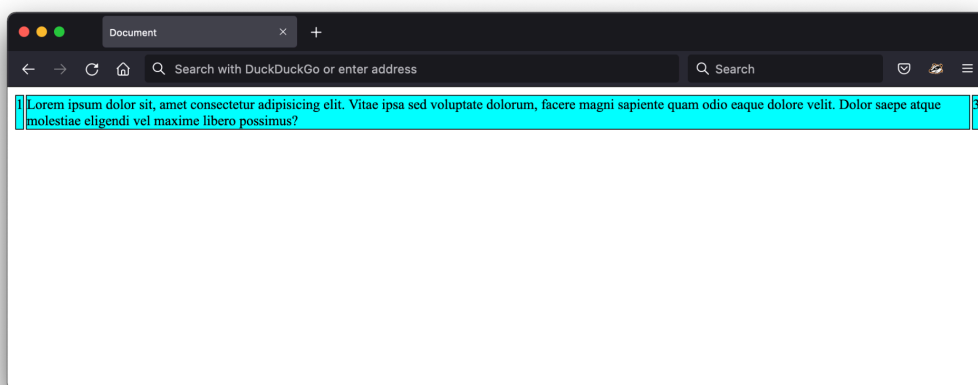 Document
Search with DuckDuckGo or enter address
Search
1
Lorem ipsum dolor sit, amet consectetur adipisicing elit. Vitae ipsa sed voluptate dolorum, facere magni sapiente quam odio eaque dolore velit. Dolor saepe atque
molestiae eligendi vel maxime libero possimus?
3